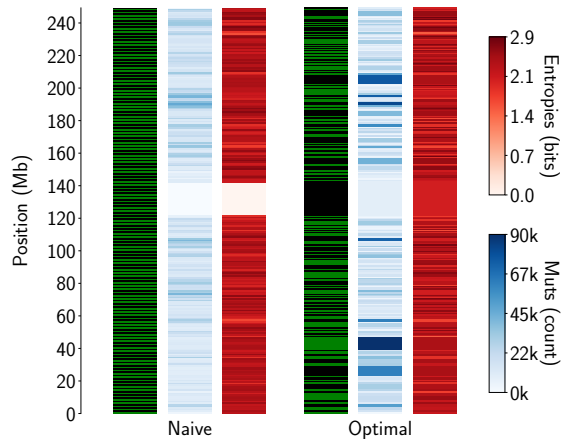 240
220
200
180
160
140
120
100
80
60
40
20
0
Position (Mb)
Naive
Optimal
2.9
2.1
1.4
0.7
0.0
Entropies (bits)
90k
67k
45k
22k
0k
Muts (count)